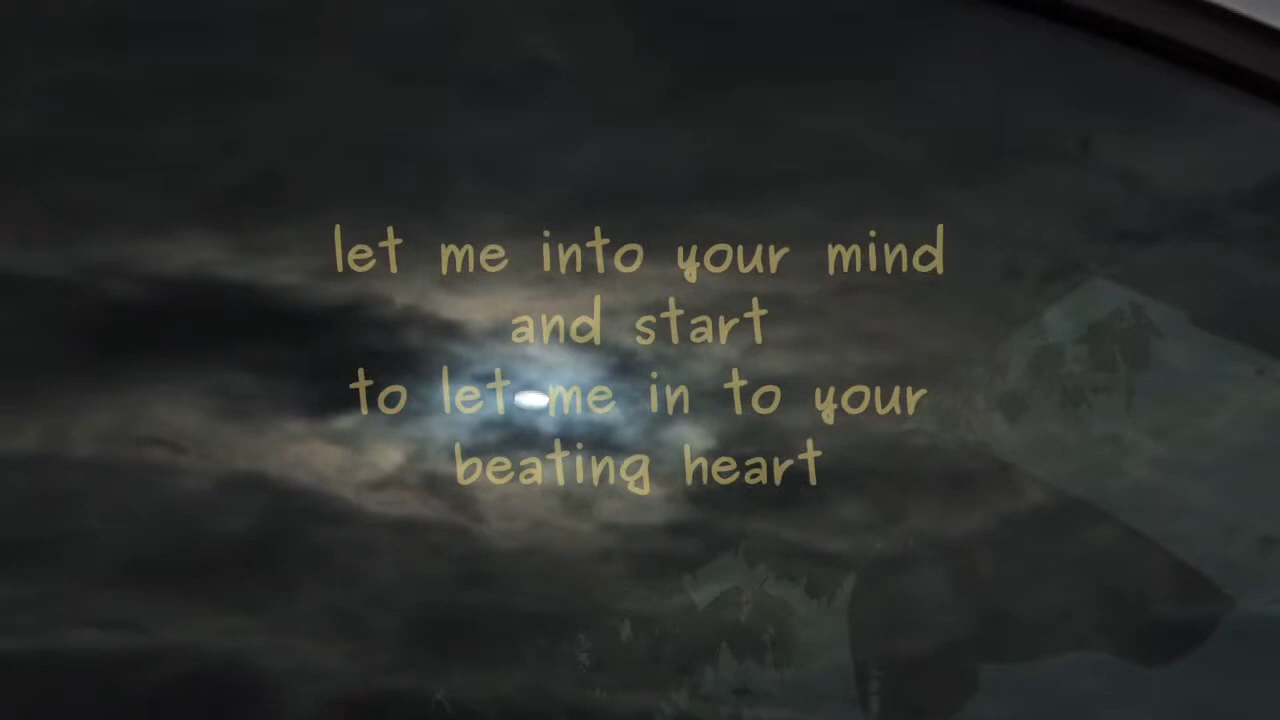 let me into your mind
and start
to let me in to your
beating heart